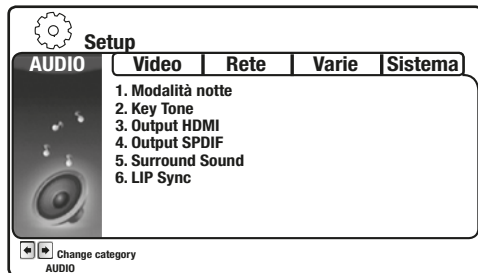 Setup
AUDIO Video Rete Varie Sistema
1. Modalità notte
2. Key Tone
3. Output HDMI
4. Output SPDIF
5. Surround Sound
6. LIP Sync
Change category
AUDIO